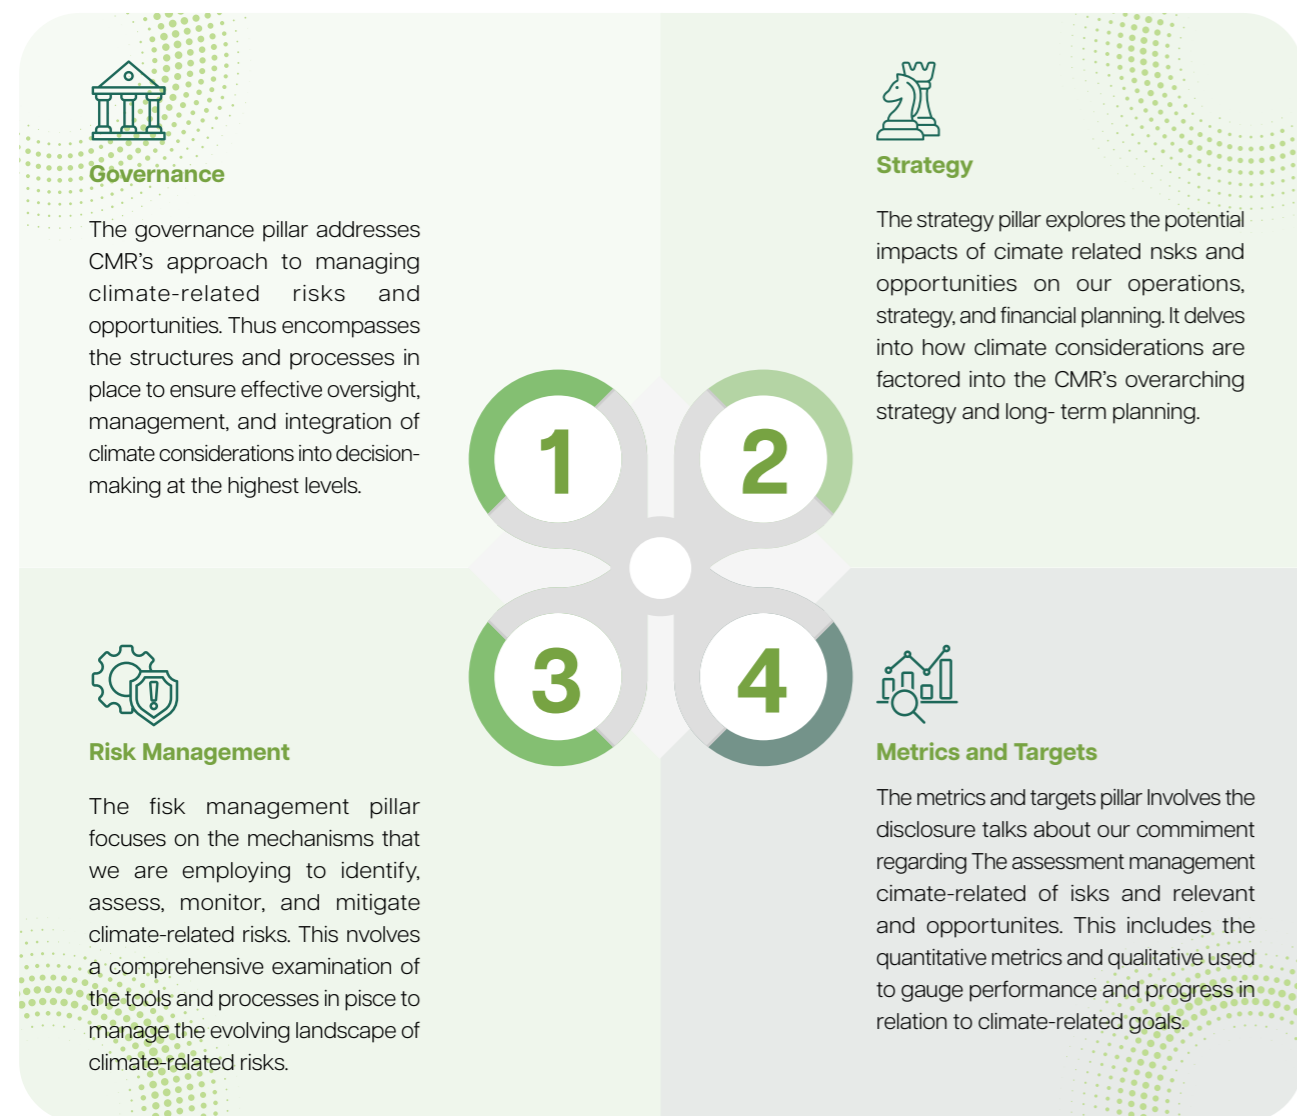 Governance
The governance pillar addresses
CMR's approach to managing
climate-related risks and
opportunities. Thus encompasses
the structures and processes in
place to ensure effective oversight,
management, and integration of
climate considerations into decision-
making at the highest levels.
Strategy
The strategy pillar explores the potential
impacts of cimate related nsks and
opportunities on our operations,
strategy, and financial planning. It delves
into how climate considerations are
factored into the CMR's overarching
strategy and long- term planning.
1
2
3
4
Risk Management
The fisk management pillar
focuses on the mechanisms that
we are employing to identify,
assess, monitor, and mitigate
climate-related risks. This nvolves
a comprehensive examination of
the tools and processes in pisce to
manage the evolving landscape of
climate-related risks.
Metrics and Targets
The metrics and targets pillar Involves the
disclosure talks about our commiment
regarding The assessment management
cimate-related of isks and relevant
and opportunites. This includes the
quantitative metrics and qualitative used
to gauge performance and progress in
relation to climate-related goals.